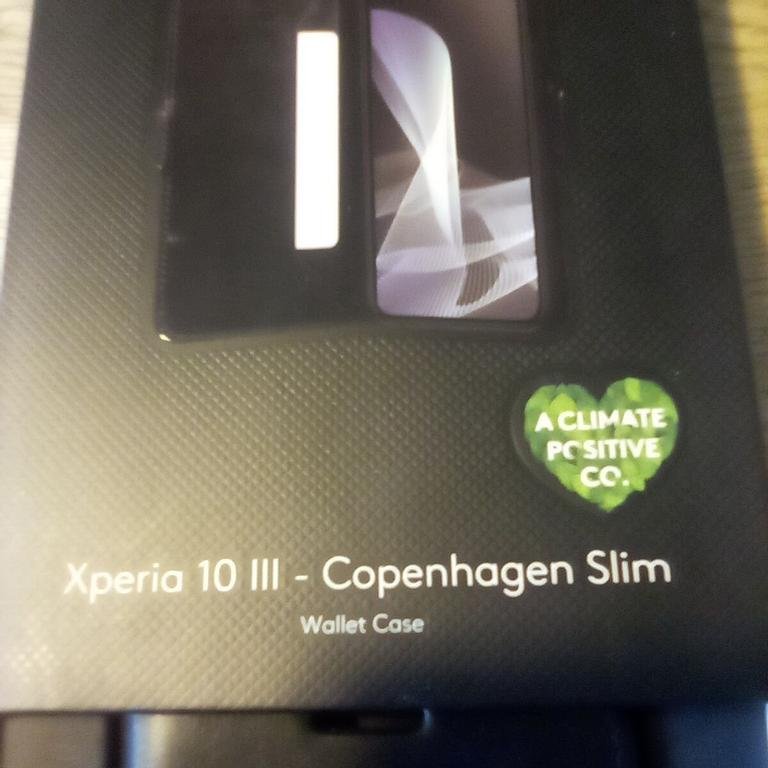 A CLIMATE
POSITIVE
CO.
Xperia 10 III - Copenhagen Slim
Wallet Case